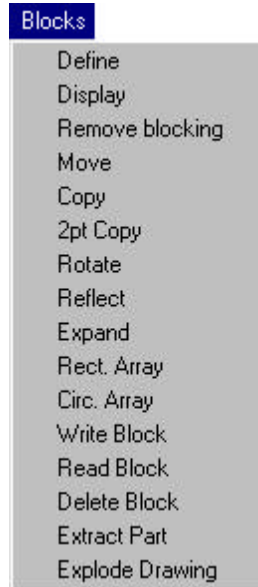 Blocks
Define
Display
Remove blocking
Move
Copy
2pt Copy
Rotate
Reflect
Expand
Rect. Array
Circ. Array
Write Block
Read Block
Delete Block
Extract Part
Explode Drawing